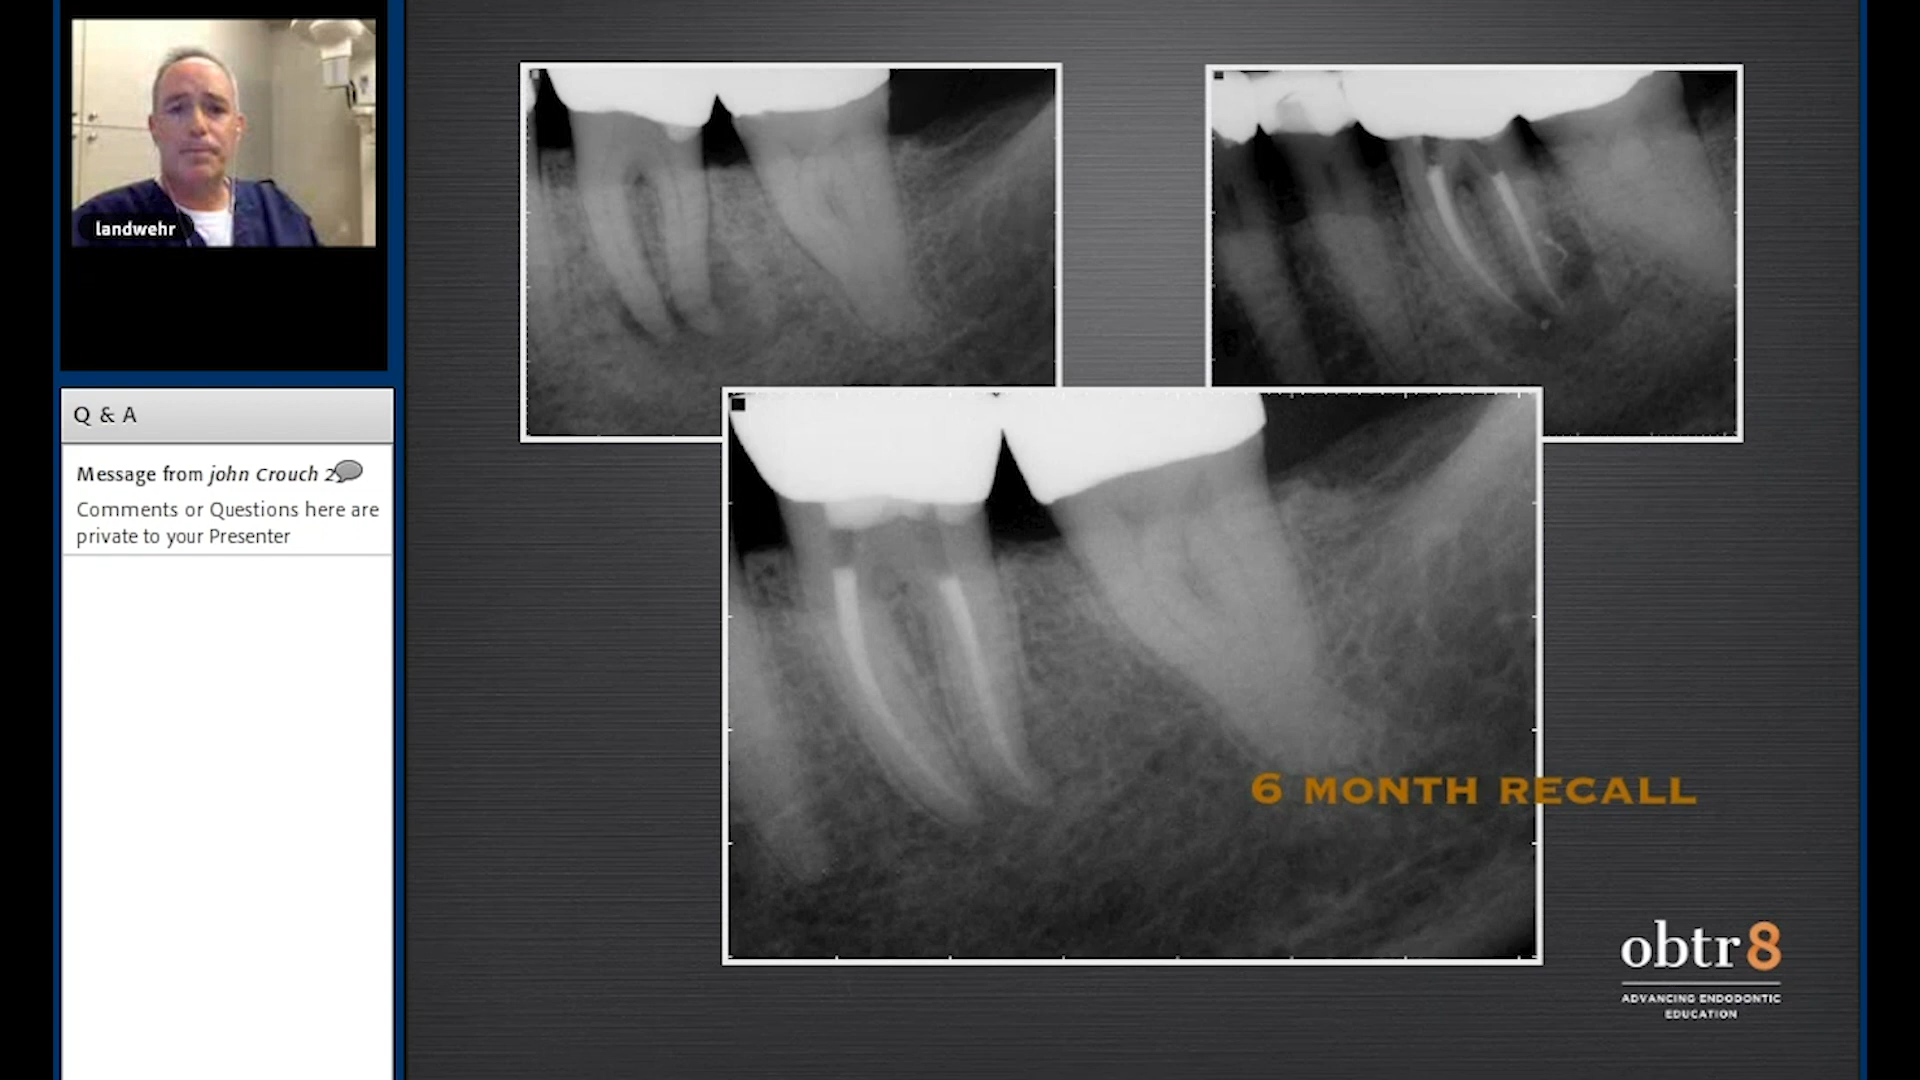 landwehr
Q & A
Message from john Crouch 2
Comments or Questions here are
private to your Presenter
6 MONTH RECALL
obtr8
ADVANCING ENDODONTIC
EDUCATION